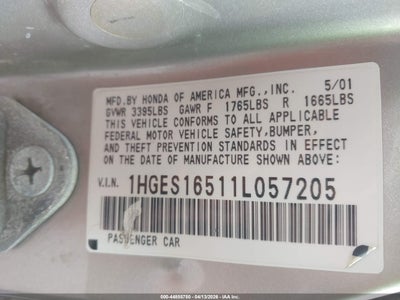 MFD.BY HONDA OF AMERICA MFG.,INC. 5/01
GVWR 3395LBS GAWR F 1765LBS R 1665LBS
THIS VEHICLE CONFORMS TO ALL APPLICABLE
FEDERAL MOTOR VEHICLE SAFETY,BUMPER,
AND THEFT PREVENTION STANDARDS IN EFFECT
ON THE DATE OF MANUFACTURE SHOWN ABOVE:
V.I.N. 1HGES16511L057205
PASSENGER CAR